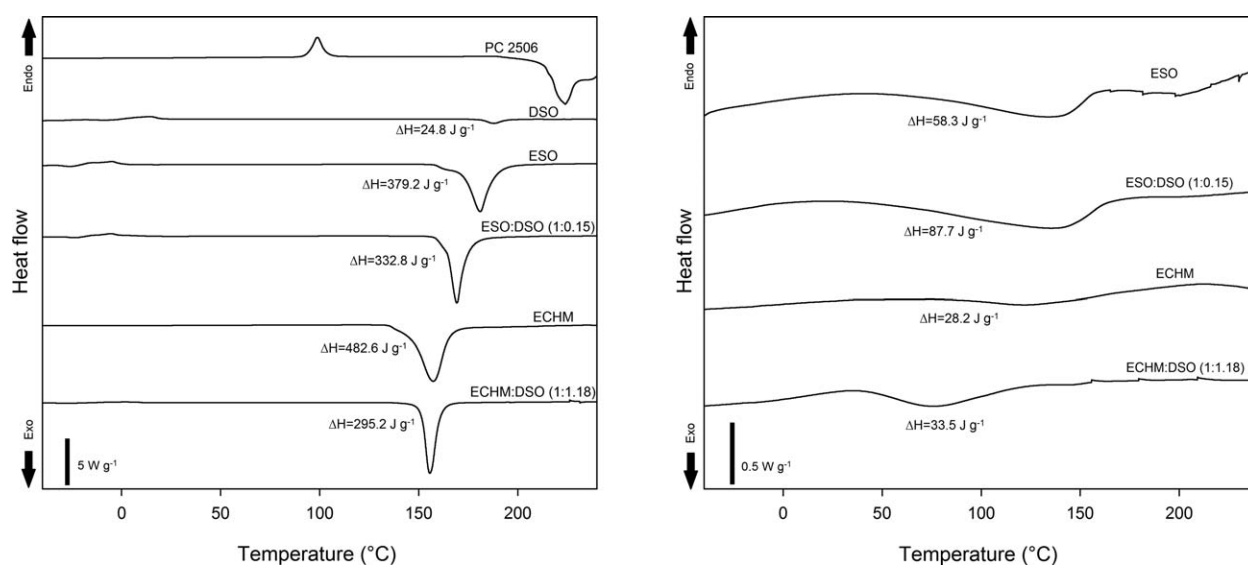 Endo
PC 2506
DSO
ΔH=24.8 J g⁻¹
ESO
ΔH=379.2 J g⁻¹
ESO:DSO (1:0.15)
ΔH=332.8 J g⁻¹
ECHM
ΔH=482.6 J g⁻¹
ECHM:DSO (1:1.18)
ΔH=295.2 J g⁻¹
Heat flow
Exo
5 W g⁻¹
0 50 100 150 200
Temperature (°C)
Endo
ESO
ΔH=58.3 J g⁻¹
ESO:DSO (1:0.15)
ΔH=87.7 J g⁻¹
ECHM
ΔH=28.2 J g⁻¹
ECHM:DSO (1:1.18)
ΔH=33.5 J g⁻¹
Heat flow
Exo
0.5 W g⁻¹
0 50 100 150 200
Temperature (°C)